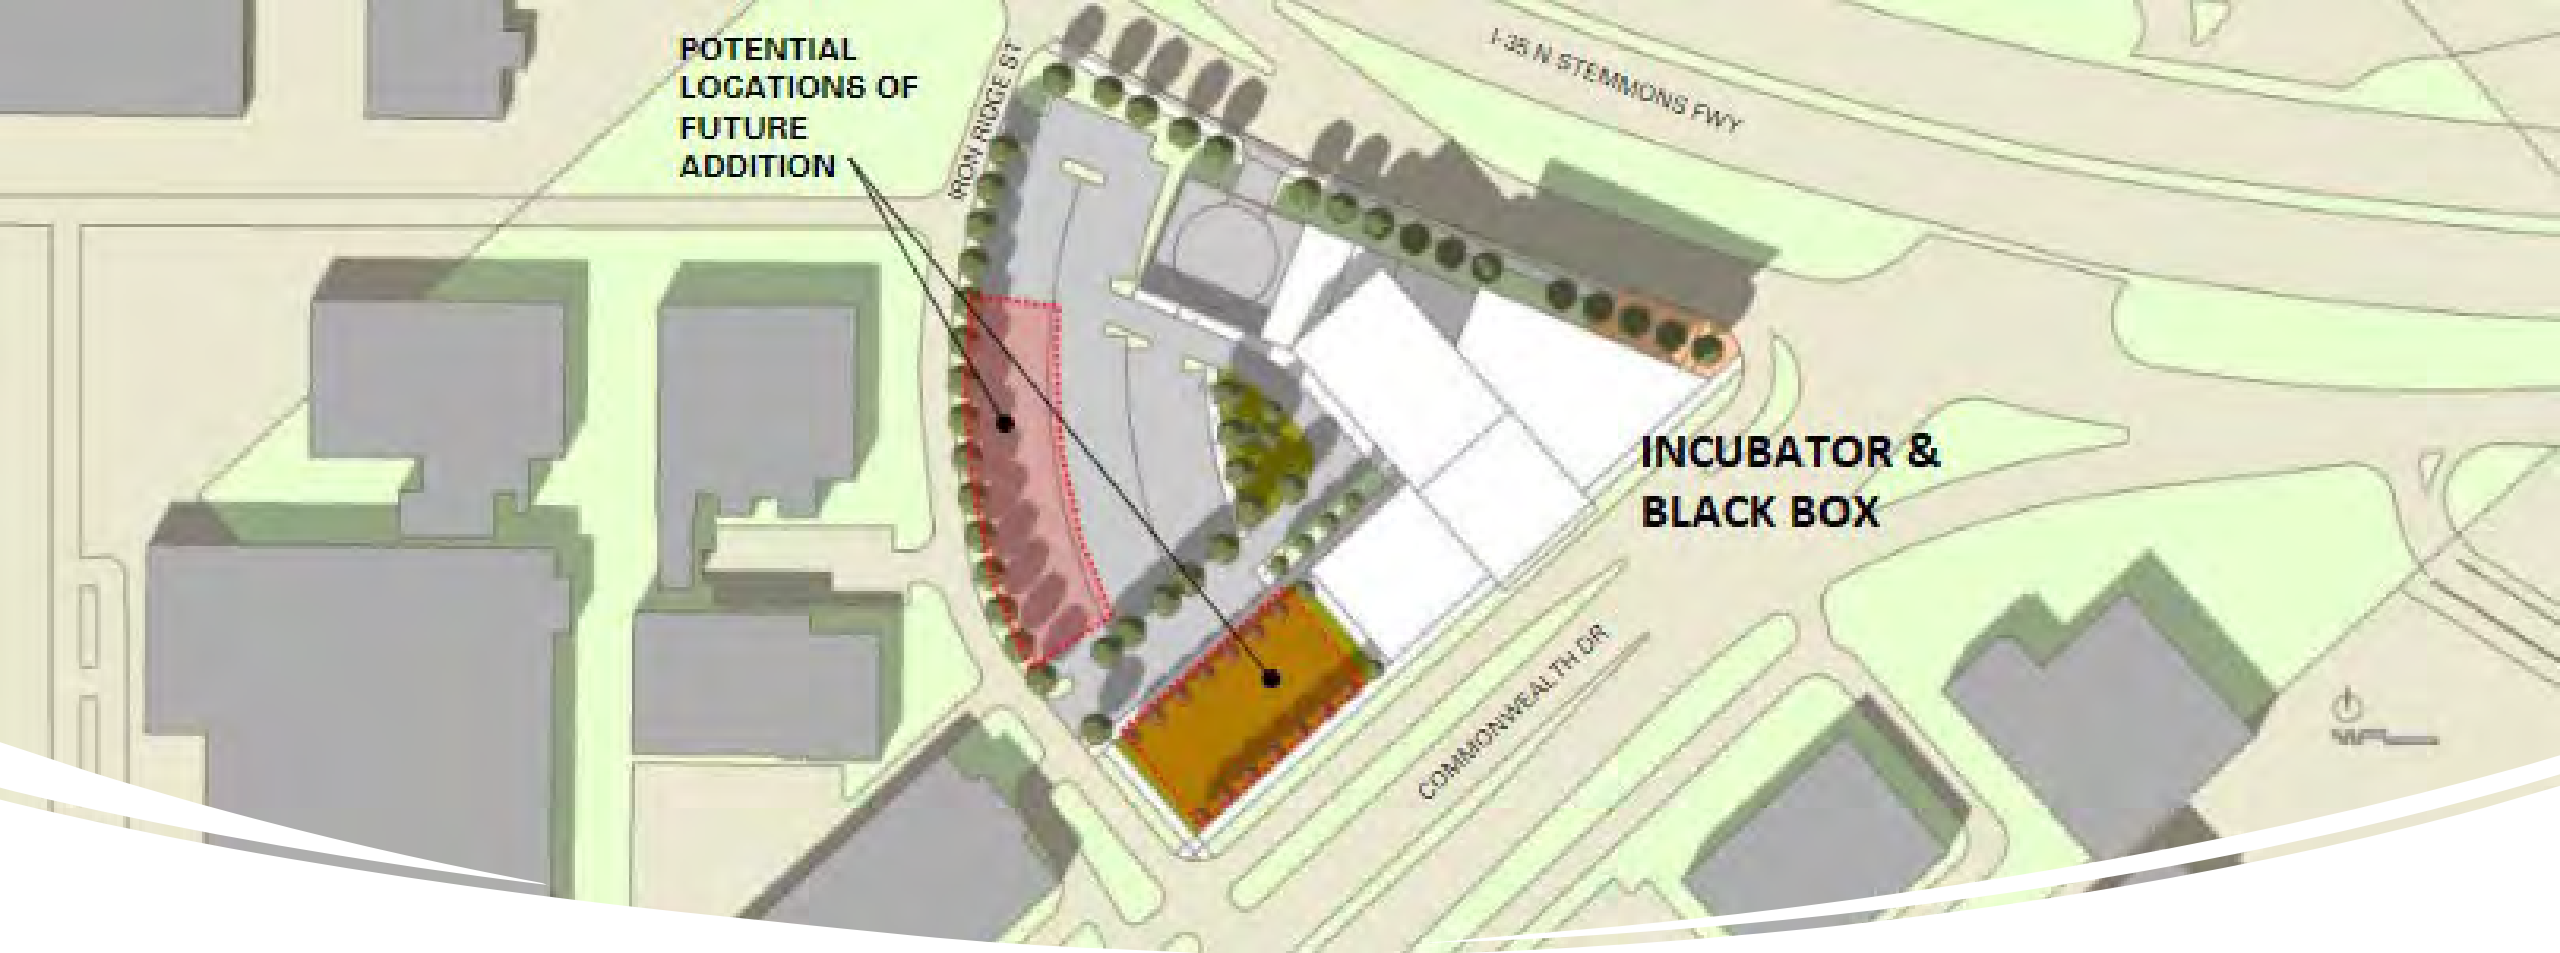 POTENTIAL
LOCATIONS OF
FUTURE
ADDITION
IRON RIDGE ST
I-35 N STEMMONS FWY
INCUBATOR &
BLACK BOX
COMMONWEALTH DR